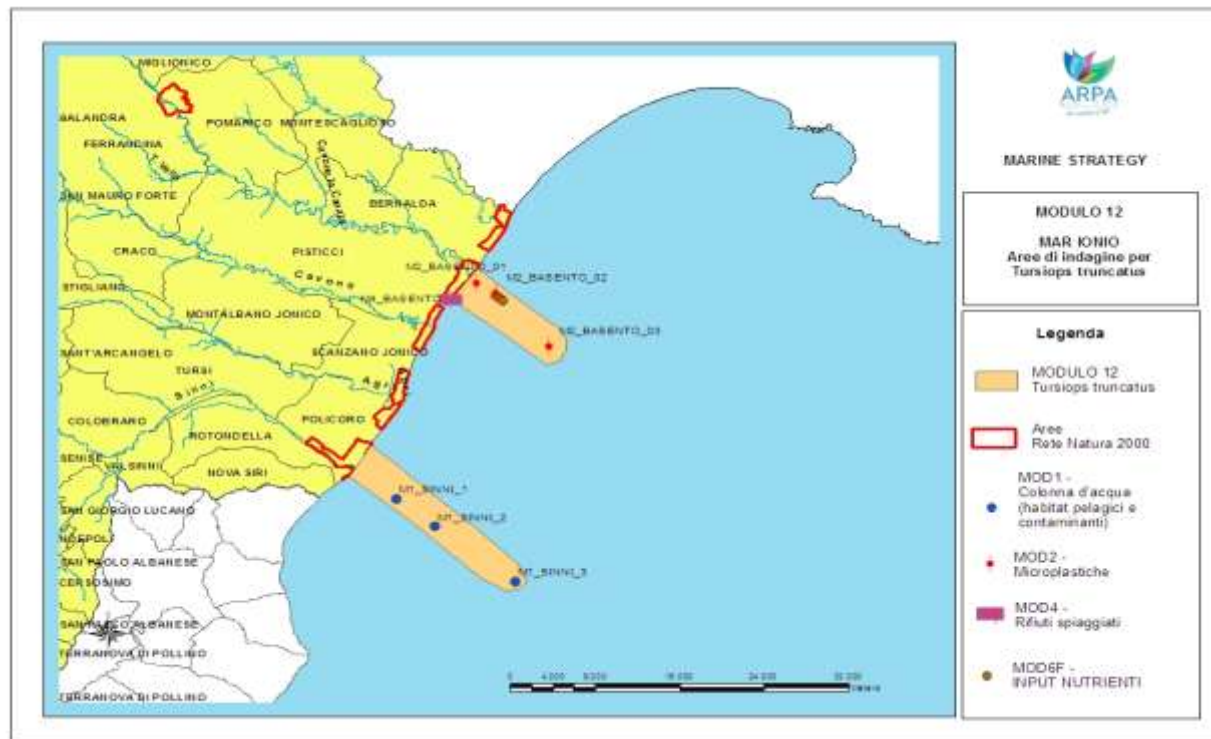 MIGLIONICO
POMARICO
MONTESCAGLIOSO
FERRANDINA
SAN MAURO FORTE
BERNALDA
CRACO
PISTICCI
Cavone
M2_BASENTO_01
M2_BASENTO_02
M2_BASENTO_03
STIGLIANO
MONTALBANO JONICO
SANT'ARCANGELO
SCANZANO JONICO
TURSI
Sinni
POLICORO
COLOBRARO
ROTONDELLA
SENISE
VALSINNI
NOVA SIRI
M1_SINNI_1
M1_SINNI_2
M1_SINNI_3
SAN GIORGIO LUCANO
NOEPOLI
SAN PAOLO ALBANESE
CERSOSIMO
TERRANOVA DI POLLINO
TERRANOVA DI POLLINO
ARPA
MARINE STRATEGY
MODULO 12
MAR IONIO
Aree di indagine per
Tursiops truncatus
Legenda
MODULO 12
Tursiops truncatus
Aree
Rete Natura 2000
MOD1 -
Colonna d'acqua
(habitat pelagici e
contaminanti)
MOD2 -
Microplastiche
MOD4 -
Rifiuti spiaggiati
MOD6F -
INPUT NUTRIENTI